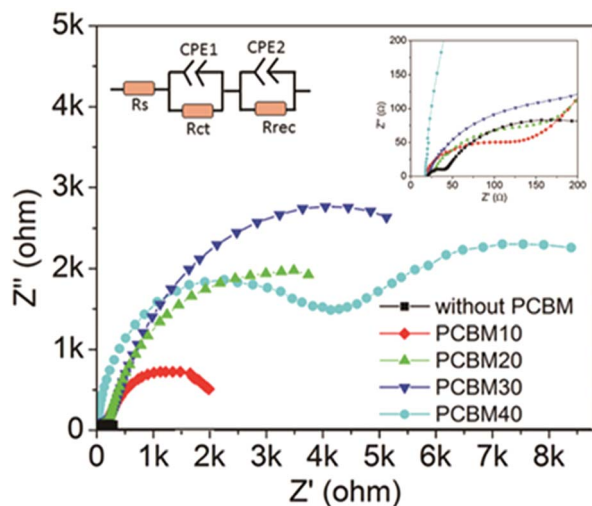 5k
4k
3k
2k
1k
0
Z'' (ohm)
0 1k 2k 3k 4k 5k 6k 7k 8k
Z' (ohm)
CPE1 CPE2
Rs
Rct Rrec
200
150
100
50
0
Z'' (Ω)
0 50 100 150 200
Z' (Ω)
without PCBM
PCBM10
PCBM20
PCBM30
PCBM40